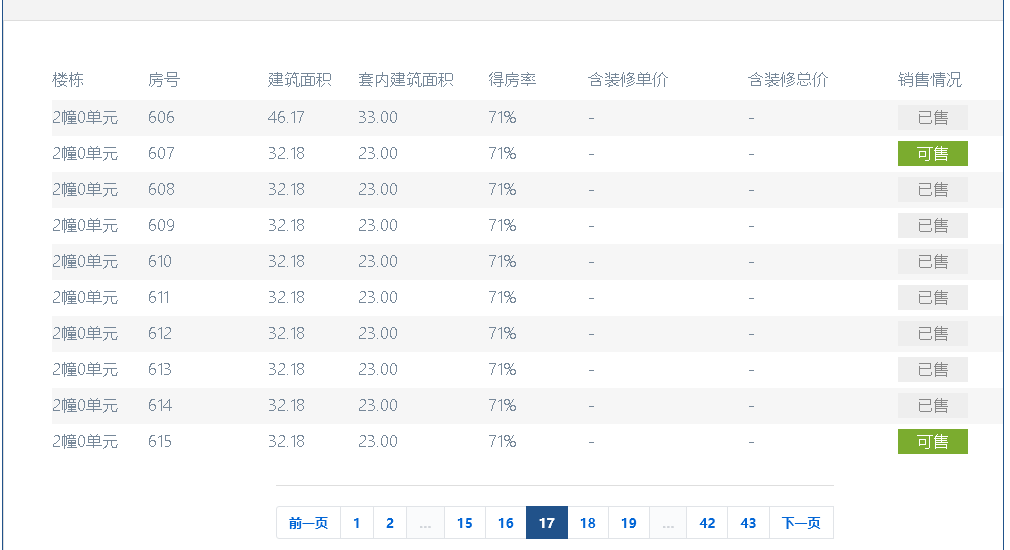 楼栋 房号 建筑面积 套内建筑面积 得房率 含装修单价 含装修总价 销售情况
2幢0单元 606 46.17 33.00 71% - - 已售
2幢0单元 607 32.18 23.00 71% - - 可售
2幢0单元 608 32.18 23.00 71% - - 已售
2幢0单元 609 32.18 23.00 71% - - 已售
2幢0单元 610 32.18 23.00 71% - - 已售
2幢0单元 611 32.18 23.00 71% - - 已售
2幢0单元 612 32.18 23.00 71% - - 已售
2幢0单元 613 32.18 23.00 71% - - 已售
2幢0单元 614 32.18 23.00 71% - - 已售
2幢0单元 615 32.18 23.00 71% - - 可售
前一页 1 2 ... 15 16 17 18 19 ... 42 43 下一页